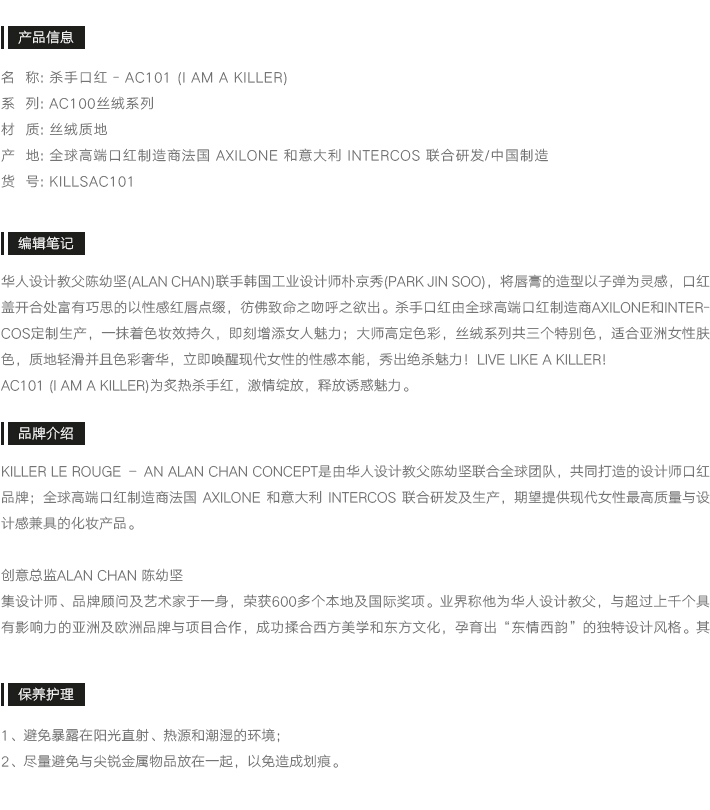 产品信息
名 称: 杀手口红 - AC101 (I AM A KILLER)
系 列: AC100丝绒系列
材 质: 丝绒质地
产 地: 全球高端口红制造商法国 AXILONE 和意大利 INTERCOS 联合研发/中国制造
货 号: KILLSAC101
编辑笔记
华人设计教父陈幼坚(ALAN CHAN)联手韩国工业设计师朴京秀(PARK JIN SOO)，将唇膏的造型以子弹为灵感，口红
盖开合处富有巧思的以性感红唇点缀，彷佛致命之吻呼之欲出。杀手口红由全球高端口红制造商AXILONE和INTER-
COS定制生产，一抹着色妆效持久，即刻增添女人魅力；大师高定色彩，丝绒系列共三个特别色，适合亚洲女性肤
色，质地轻滑并且色彩奢华，立即唤醒现代女性的性感本能，秀出绝杀魅力！LIVE LIKE A KILLER!
AC101 (I AM A KILLER)为炙热杀手红，激情绽放，释放诱惑魅力。
品牌介绍
KILLER LE ROUGE － AN ALAN CHAN CONCEPT是由华人设计教父陈幼坚联合全球团队，共同打造的设计师口红
品牌；全球高端口红制造商法国 AXILONE 和意大利 INTERCOS 联合研发及生产，期望提供现代女性最高质量与设
计感兼具的化妆产品。
创意总监ALAN CHAN 陈幼坚
集设计师、品牌顾问及艺术家于一身，荣获600多个本地及国际奖项。业界称他为华人设计教父，与超过上千个具
有影响力的亚洲及欧洲品牌与项目合作，成功揉合西方美学和东方文化，孕育出“东情西韵”的独特设计风格。其
保养护理
1、避免暴露在阳光直射、热源和潮湿的环境；
2、尽量避免与尖锐金属物品放在一起，以免造成划痕。